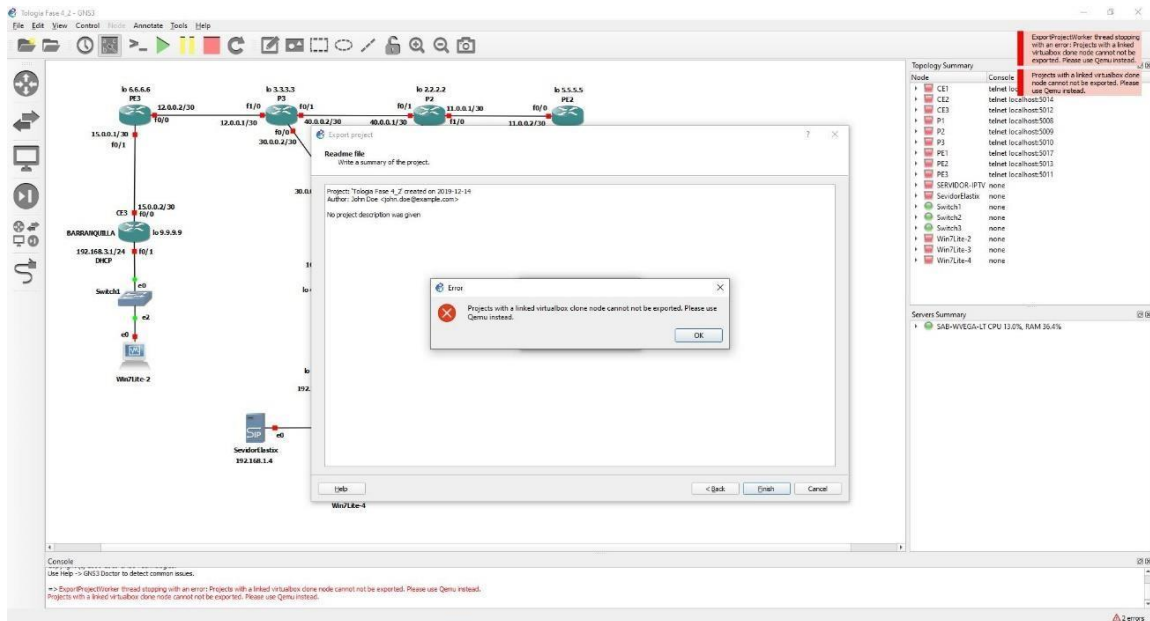 Tologia Fase 4_2 - GNS3
File Edit View Control Node Annotate Tools Help
ExportProjectWorker thread stopping
with an error: Projects with a linked
virtualbox clone node cannot not be
exported. Please use Qemu instead.
Projects with a linked virtualbox clone
node cannot not be exported. Please
use Qemu instead.
Topology Summary
Node Console
CE1 telnet loc
CE2 telnet localhost:5014
CE3 telnet localhost:5012
P1 telnet localhost:5008
P2 telnet localhost:5009
P3 telnet localhost:5010
PE1 telnet localhost:5017
PE2 telnet localhost:5013
PE3 telnet localhost:5011
SERVIDOR-IPTV none
SevidorElastix none
Switch1 none
Switch2 none
Switch3 none
Win7Lite-2 none
Win7Lite-3 none
Win7Lite-4 none
Servers Summary
SAB-WVEGA-LT CPU 13.0%, RAM 36.4%
lo 6.6.6.6
PE3
12.0.0.2/30
f0/0
15.0.0.1/30
f0/1
lo 3.3.3.3
P3
f1/0
f0/1
12.0.0.1/30
40.0.0.2/30
f0/0
30.0.0.2/30
lo 2.2.2.2
P2
f0/1
11.0.0.1/30
40.0.0.1/30
f1/0
lo 5.5.5.5
PE2
f0/0
11.0.0.2/30
30.0.
15.0.0.2/30
CE3
f0/0
BARRANQUILLA
lo 9.9.9.9
192.168.3.1/24
f0/1
DHCP
Switch1
e0
e2
e0
Win7Lite-2
lo
lo
192.
e0
SevidorElastix
192.168.1.4
Win7Lite-4
Export project
Readme file
Write a summary of the project.
Project: 'Tologia Fase 4_2' created on 2019-12-14
Author: John Doe <john.doe@example.com>
No project description was given
Error
Projects with a linked virtualbox clone node cannot not be exported. Please use
Qemu instead.
OK
Help
< Back
Finish
Cancel
Console
Use Help -> GNS3 Doctor to detect common issues.
=> ExportProjectWorker thread stopping with an error: Projects with a linked virtualbox clone node cannot not be exported. Please use Qemu instead.
Projects with a linked virtualbox clone node cannot not be exported. Please use Qemu instead.
2 errors